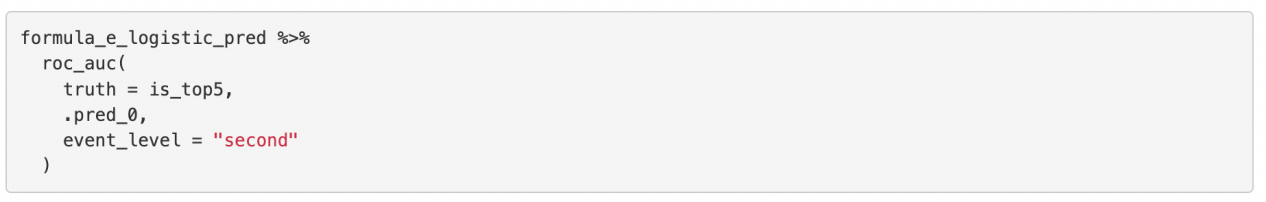 formula_e_logistic_pred %>%
  roc_auc(
    truth = is_top5,
    .pred_0,
    event_level = "second"
  )